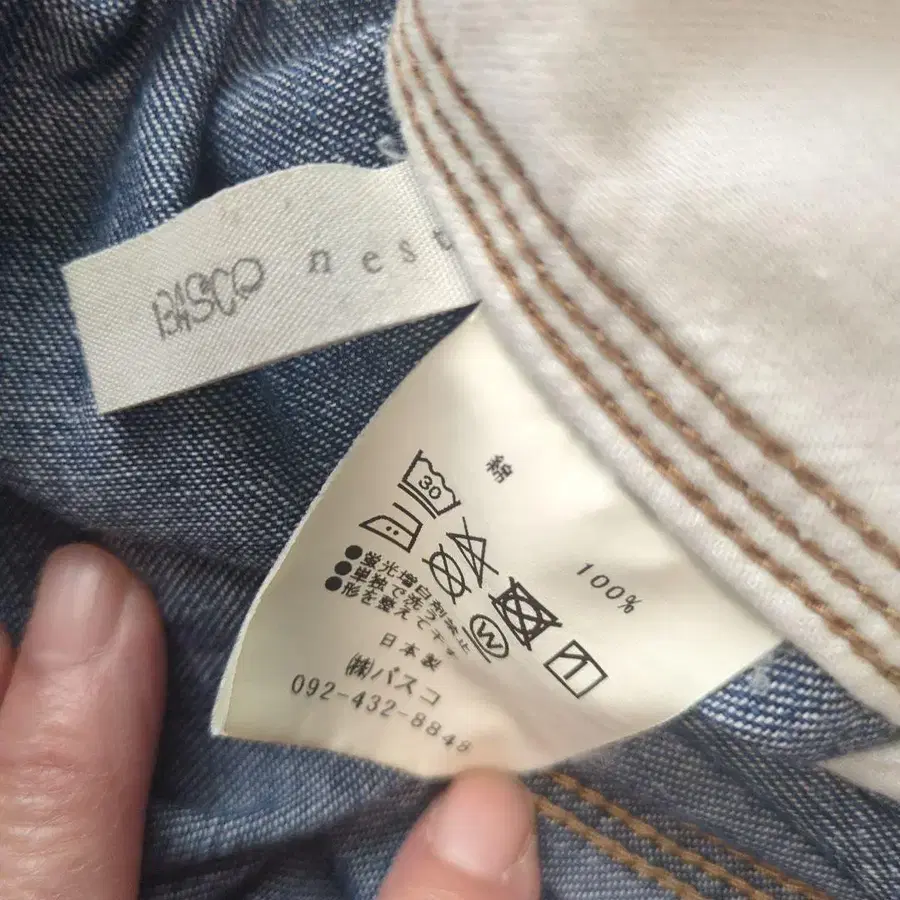 BASCO nest
綿 100%
30
W
●蛍光増白剤禁止
●単独で洗う
●形を整えて干す
日本製
㈱バスコ
092-432-8848